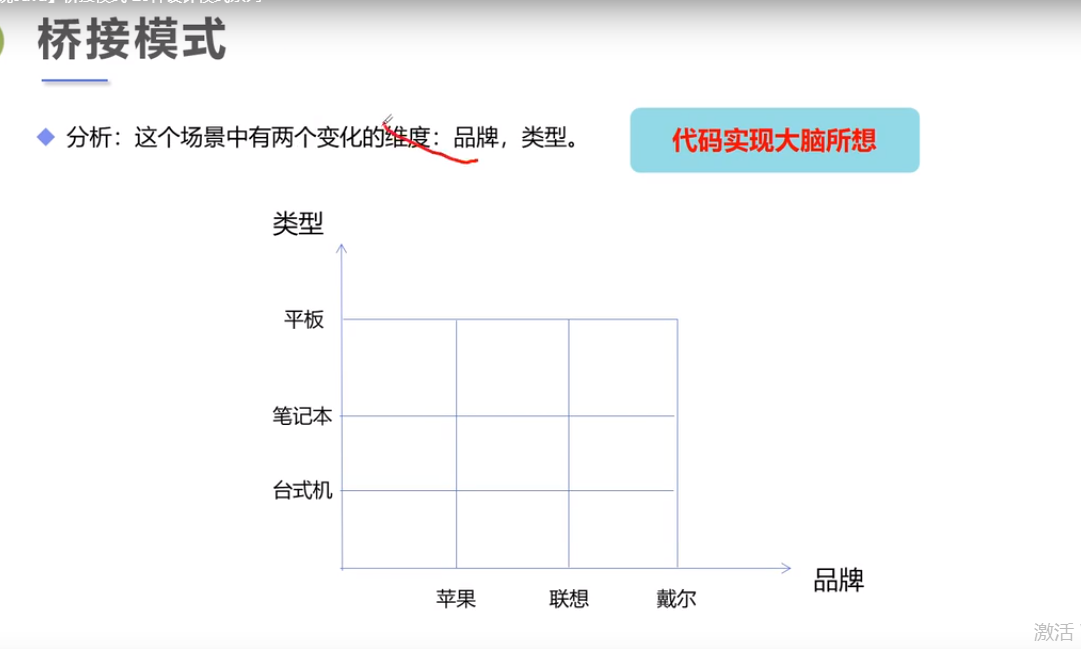 桥接模式
分析：这个场景中有两个变化的维度：品牌，类型。
代码实现大脑所想
类型
平板
笔记本
台式机
苹果 联想 戴尔
品牌
激活